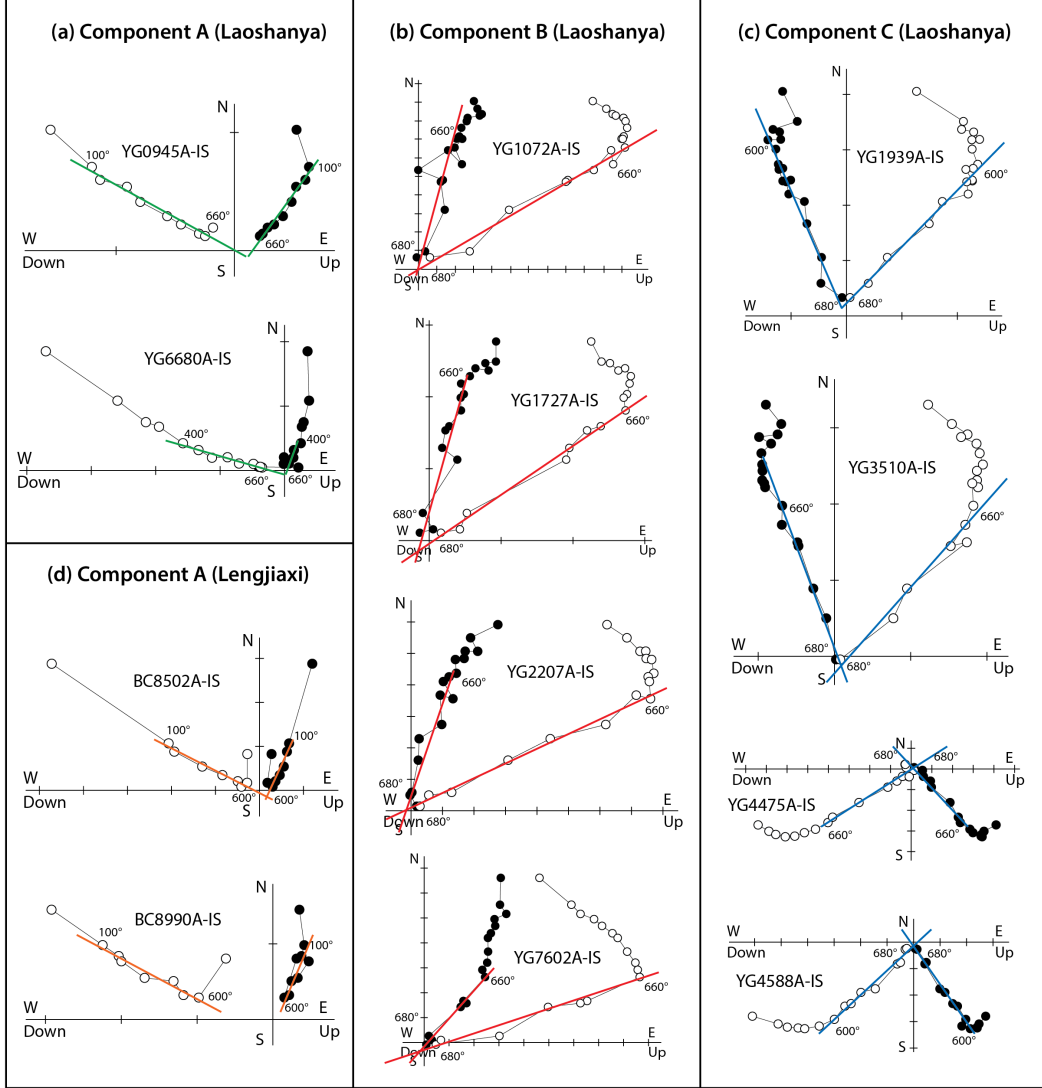 (a) Component A (Laoshanya)
N
YG0945A-IS
100°
100°
660°
660°
W
E
Down
Up
S
N
YG6680A-IS
400°
400°
W
E
Down
660°
660°
Up
S
(d) Component A (Lengjiaxi)
N
BC8502A-IS
100°
100°
W
E
600°
600°
Down
Up
S
N
BC8990A-IS
100°
100°
W
600°
600°
E
Down
Up
S
(b) Component B (Laoshanya)
N
660°
YG1072A-IS
660°
680°
W
E
Down
680°
Up
S
N
660°
YG1727A-IS
660°
680°
W
E
Down
680°
Up
S
N
YG2207A-IS
660°
660°
680°
W
E
Down
680°
Up
S
N
YG7602A-IS
660°
660°
680°
W
E
Down
680°
Up
S
(c) Component C (Laoshanya)
N
600°
YG1939A-IS
600°
W
680°
680°
E
Down
Up
S
N
YG3510A-IS
660°
660°
W
680°
680°
E
Down
Up
S
N
W
680°
680°
E
Down
Up
YG4475A-IS
660°
660°
S
N
W
E
Down
680°
680°
Up
YG4588A-IS
600°
600°
S